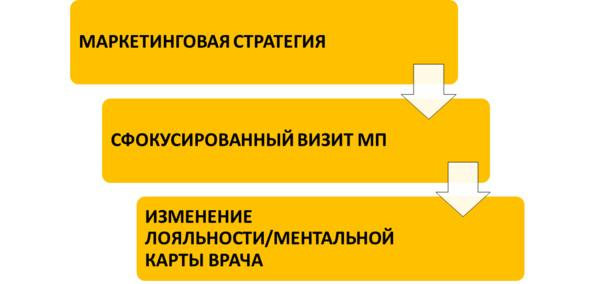 МАРКЕТИНГОВАЯ СТРАТЕГИЯ
СФОКУСИРОВАННЫЙ ВИЗИТ МП
ИЗМЕНЕНИЕ
ЛОЯЛЬНОСТИ/МЕНТАЛЬНОЙ
КАРТЫ ВРАЧА